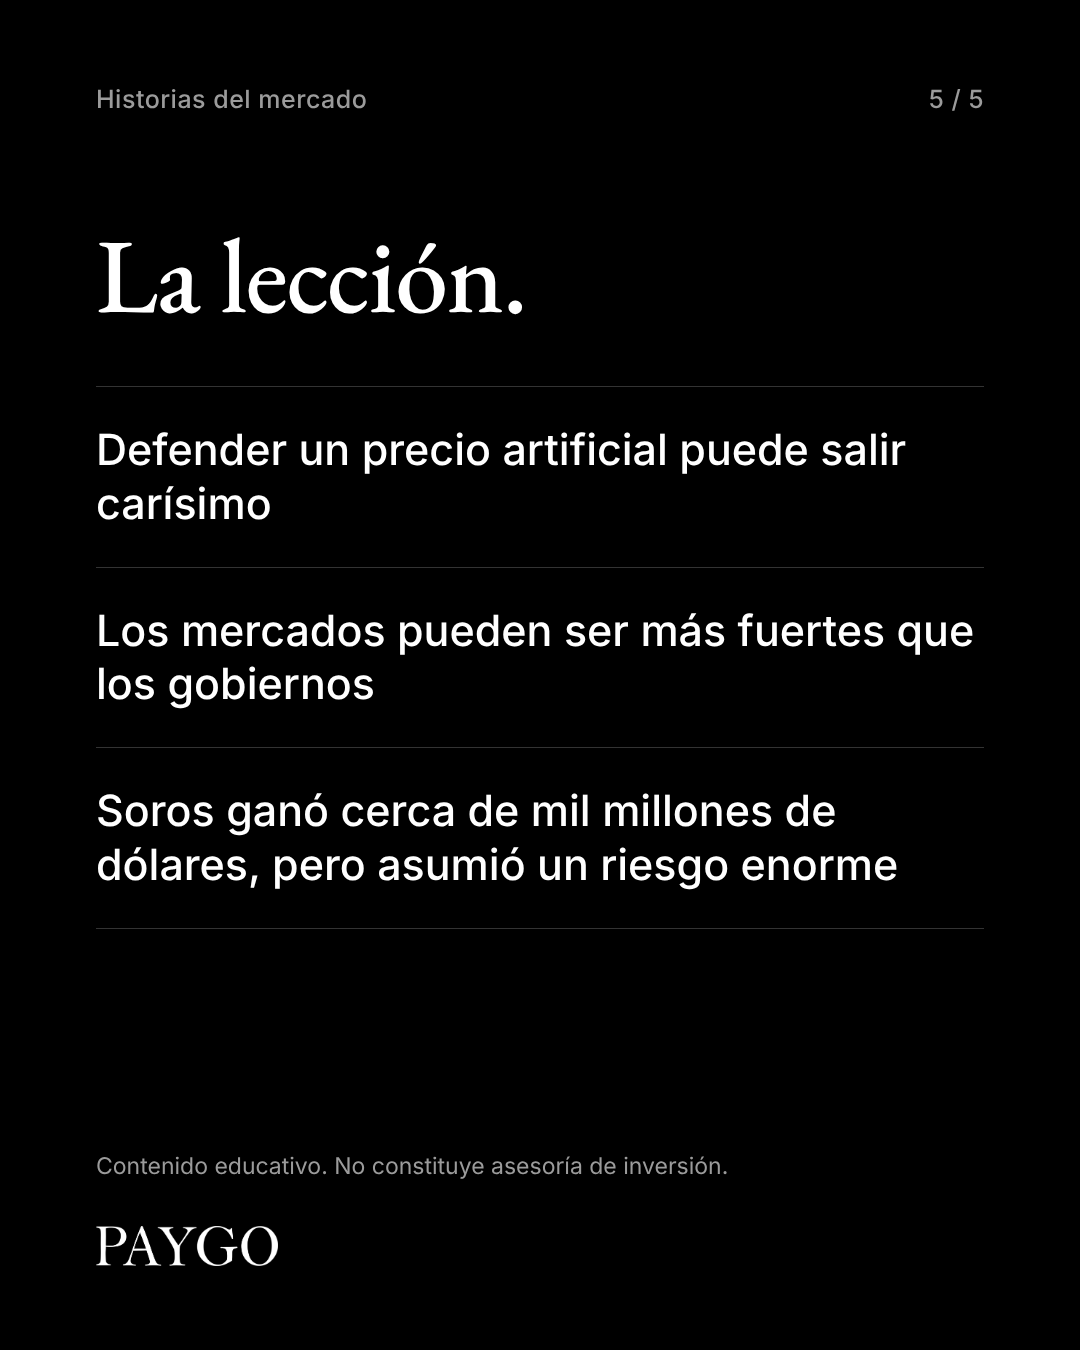 Historias del mercado
5 / 5
La lección.
Defender un precio artificial puede salir
carísimo
Los mercados pueden ser más fuertes que
los gobiernos
Soros ganó cerca de mil millones de
dólares, pero asumió un riesgo enorme
Contenido educativo. No constituye asesoría de inversión.
PAYGO